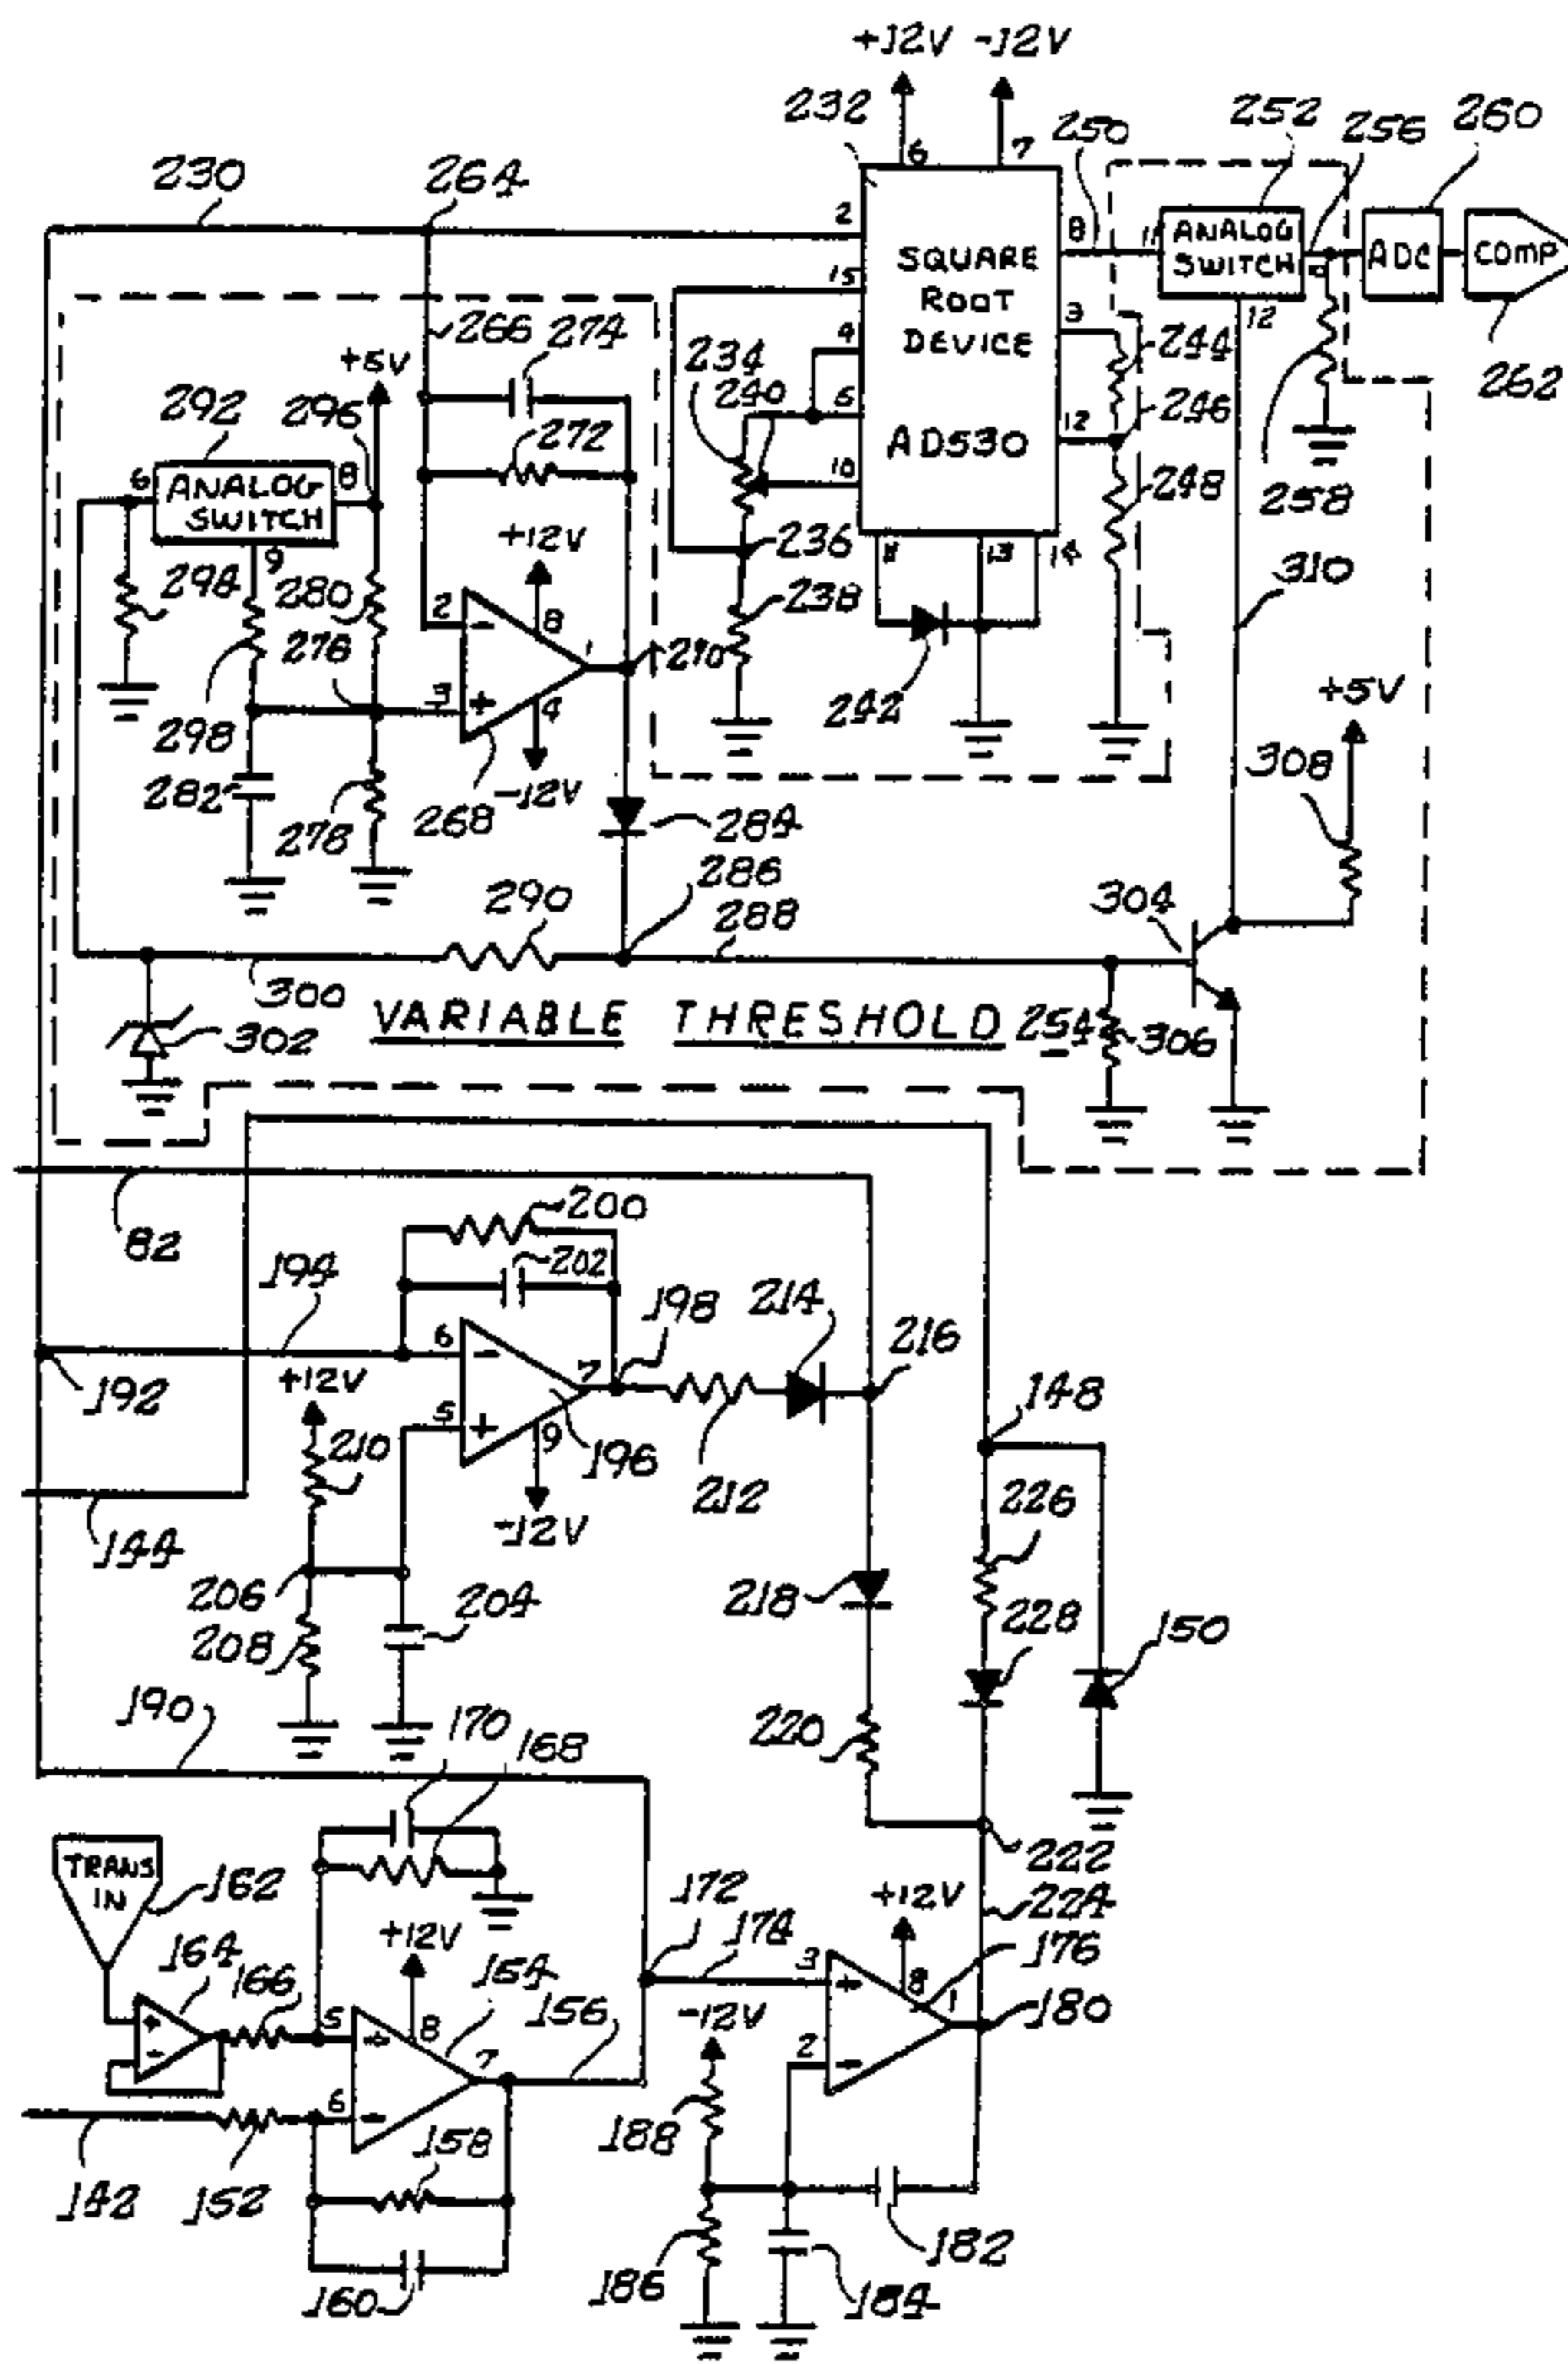 +12V -12V
232 6 7 250 252 256 260
230 264 2 8 11 ANALOG SWITCH 10 ADC COMP
15 SQUARE ROOT DEVICE 3 12
266 274 234 4 244 262
+5V 240 5 246
292 296 272 AD530 12
6 ANALOG SWITCH 8 10 248 258
9 +12V 236 11 13 14
294 280 2 - 8 1 270 238 310
276 3 + 4 242 +5V
298 308
282 278 268 -12V 284
290 286 304
288
300
302 VARIABLE THRESHOLD 254 306
82 200
194 202 214
198 216
6 - 7 148
192 +12V 5 + 9 196
210 212 226
144 -12V
206 204 218 228 150
208
190 170 168 220
TRANS IN 162 222
+12V 172 +12V 224
164 166 154 174 176
+ - 5 + 8 156 3 + 8 1 180
7 -12V 2 -
6 - 158 188
142 152 182
160 186 184